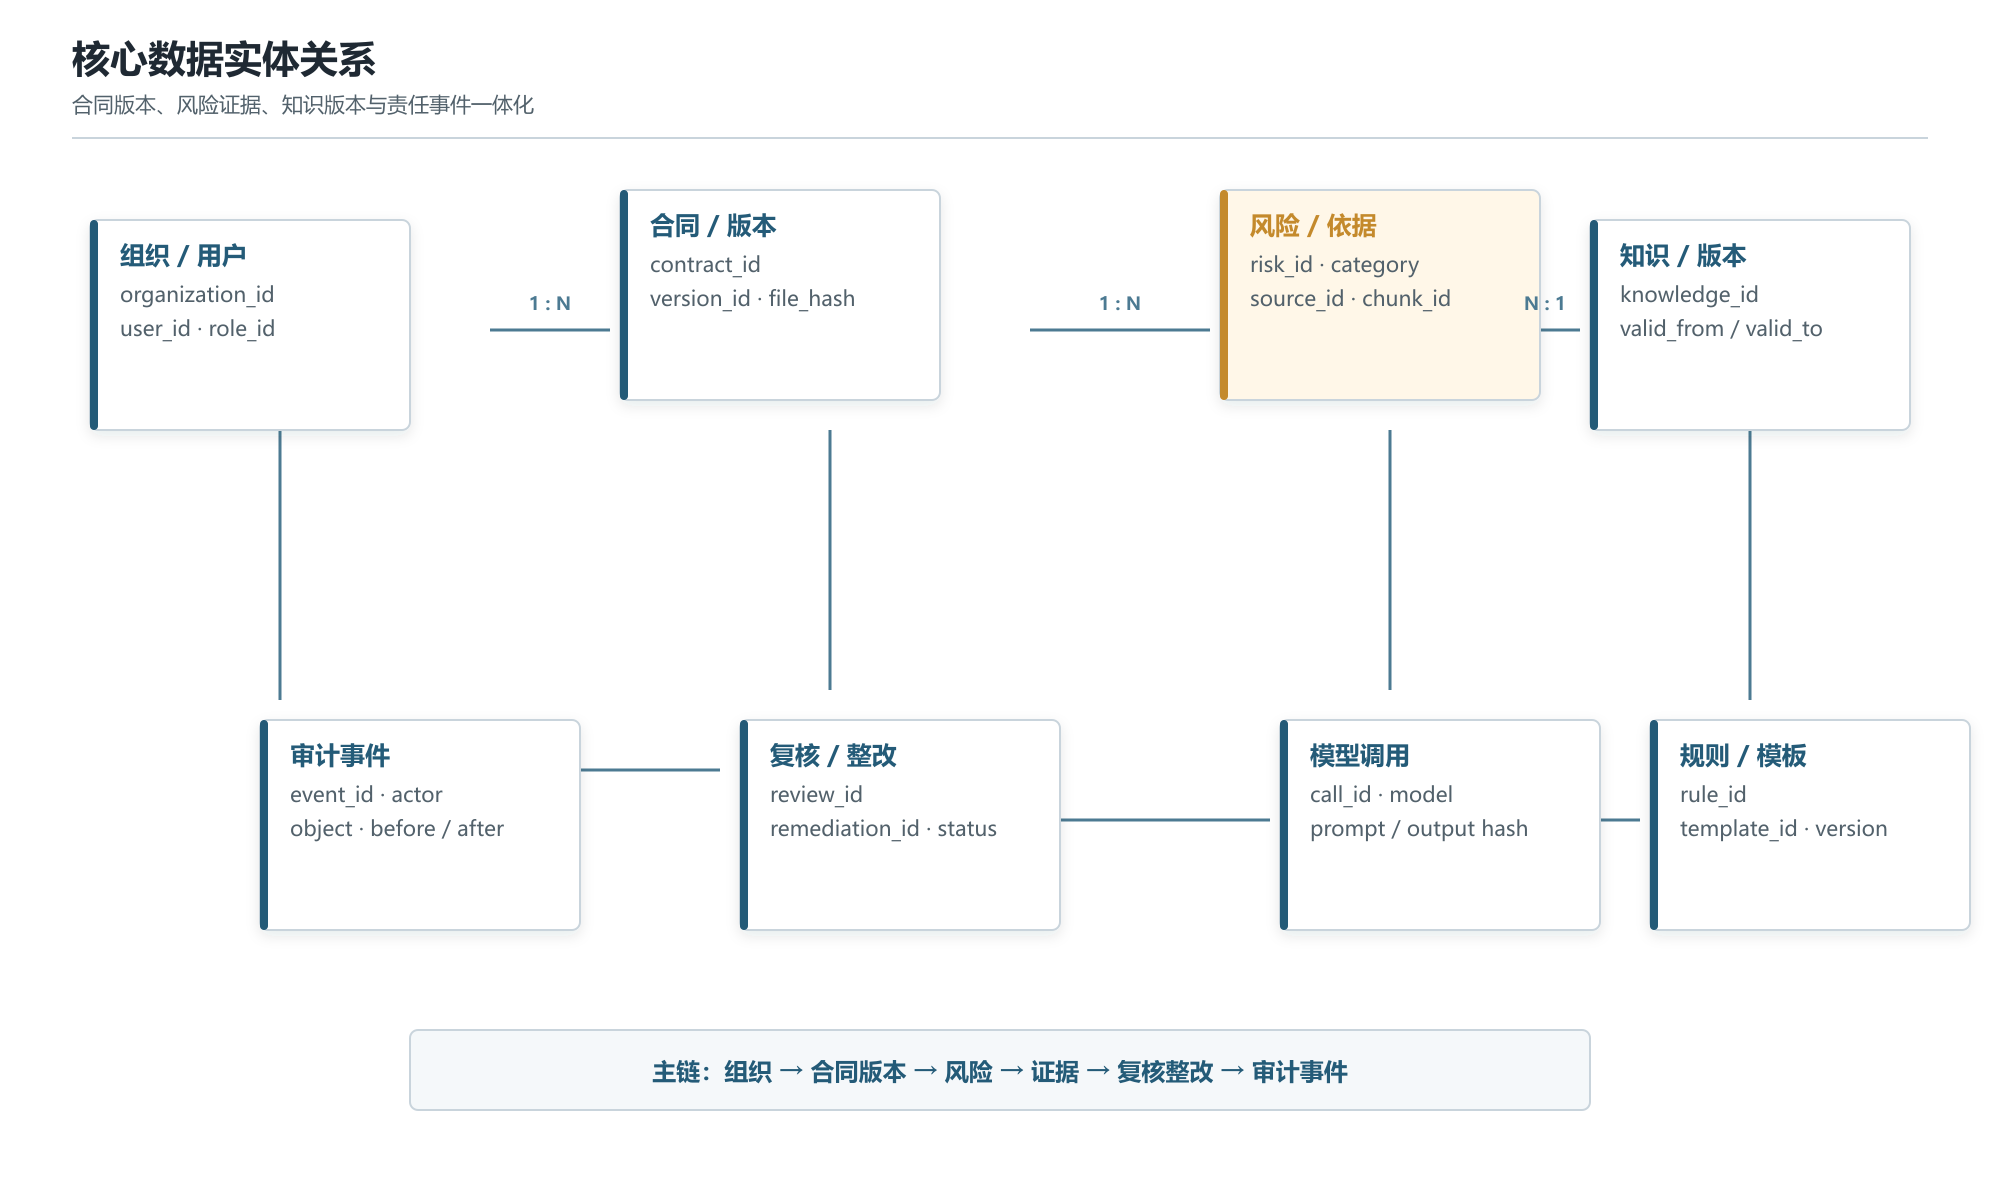 核心数据实体关系
合同版本、风险证据、知识版本与责任事件一体化
组织 / 用户
organization_id
user_id · role_id
1 : N
合同 / 版本
contract_id
version_id · file_hash
1 : N
风险 / 依据
risk_id · category
source_id · chunk_id
N : 1
知识 / 版本
knowledge_id
valid_from / valid_to
审计事件
event_id · actor
object · before / after
复核 / 整改
review_id
remediation_id · status
模型调用
call_id · model
prompt / output hash
规则 / 模板
rule_id
template_id · version
主链：组织 → 合同版本 → 风险 → 证据 → 复核整改 → 审计事件